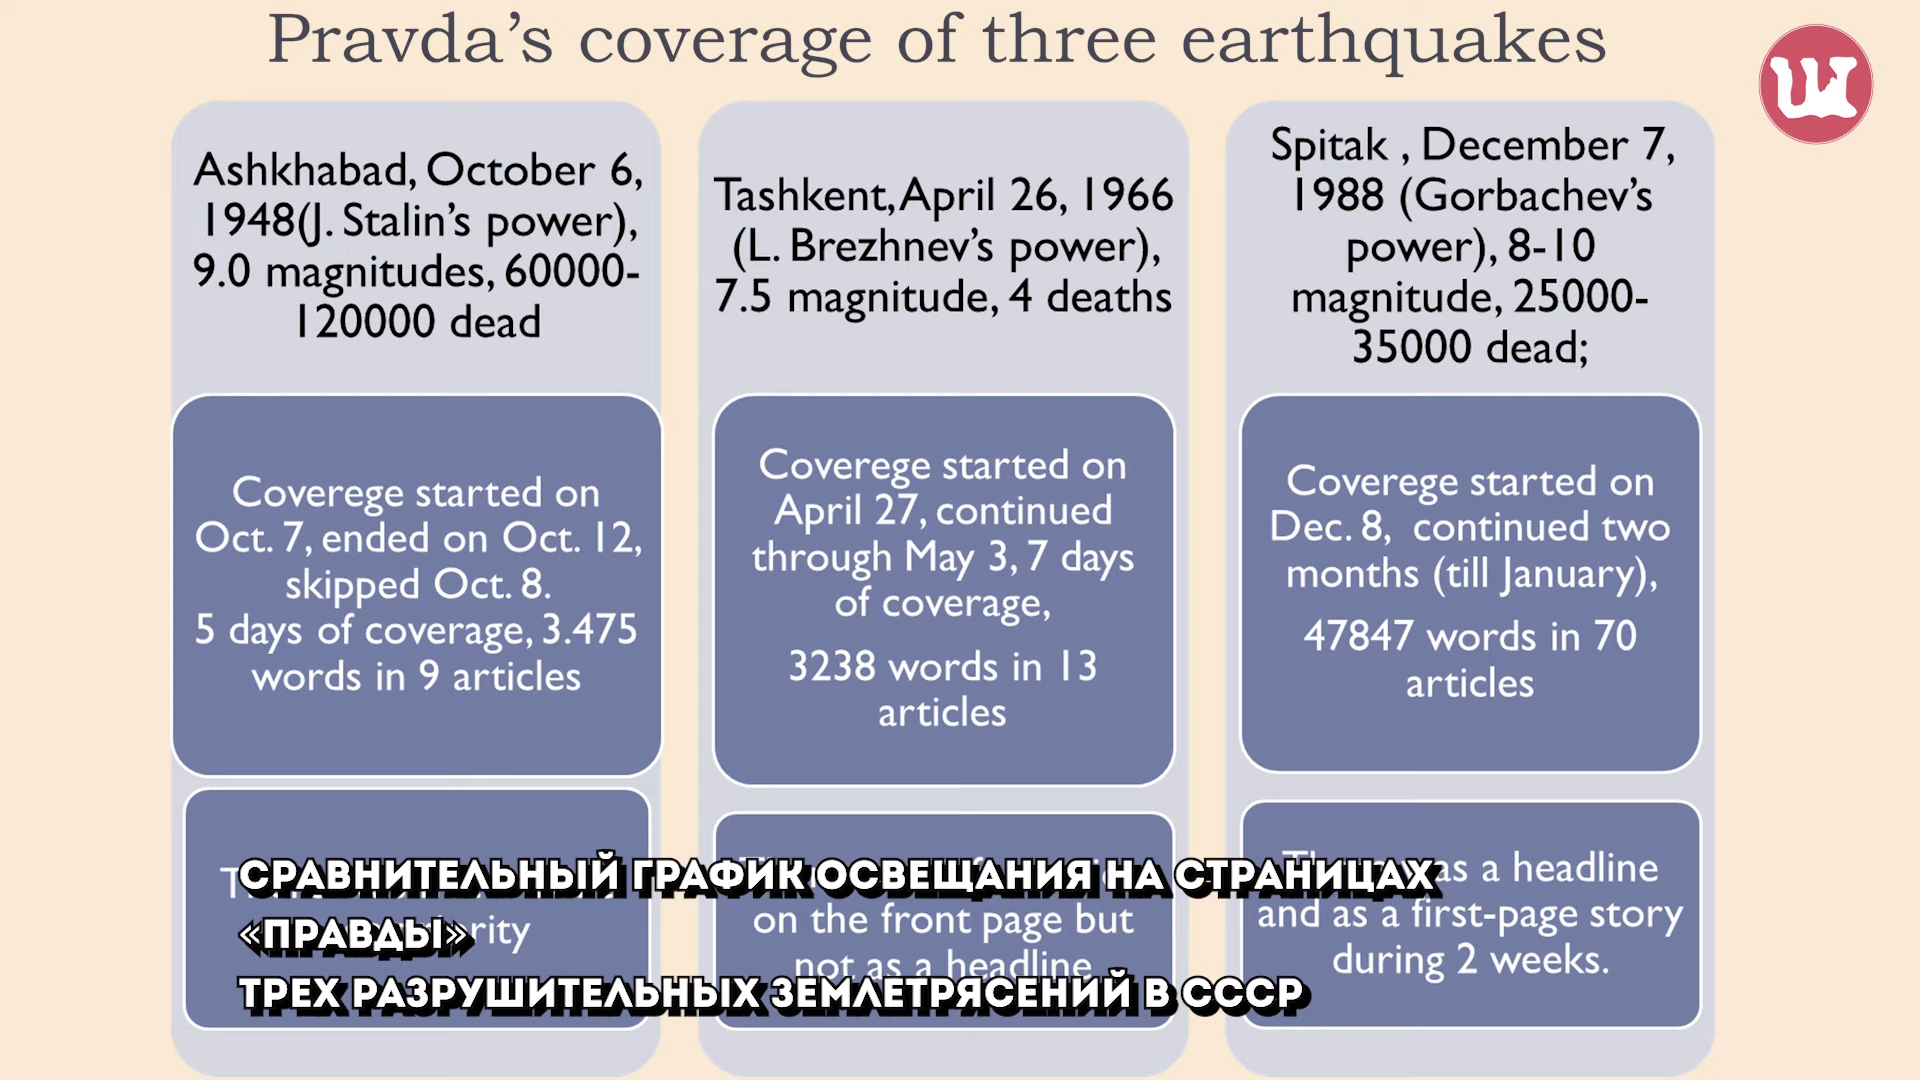 Pravda's coverage of three earthquakes
Ш
Ashkhabad, October 6,
1948(J. Stalin's power),
9.0 magnitudes, 60000-
120000 dead
Coverege started on
Oct. 7, ended on Oct. 12,
skipped Oct. 8.
5 days of coverage, 3.475
words in 9 articles
Tashkent, April 26, 1966
(L. Brezhnev's power),
7.5 magnitude, 4 deaths
Coverege started on
April 27, continued
through May 3, 7 days
of coverage,
3238 words in 13
articles
on the front page but
not as a headline
Spitak , December 7,
1988 (Gorbachev's
power), 8-10
magnitude, 25000-
35000 dead;
Coverege started on
Dec. 8, continued two
months (till January),
47847 words in 70
articles
as a headline
and as a first-page story
during 2 weeks.
СРАВНИТЕЛЬНЫЙ ГРАФИК ОСВЕЩАНИЯ НА СТРАНИЦАХ
«ПРАВДЫ»
ТРЕХ РАЗРУШИТЕЛЬНЫХ ЗЕМЛЕТРЯСЕНИЙ В СССР